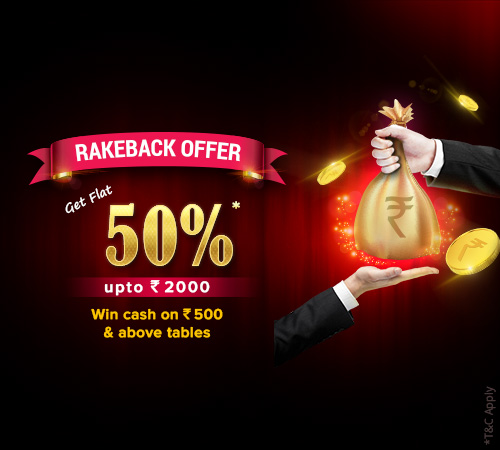 RAKEBACK OFFER
Get Flat
50%*
upto ₹ 2000
Win cash on ₹ 500
& above tables
*T&C Apply